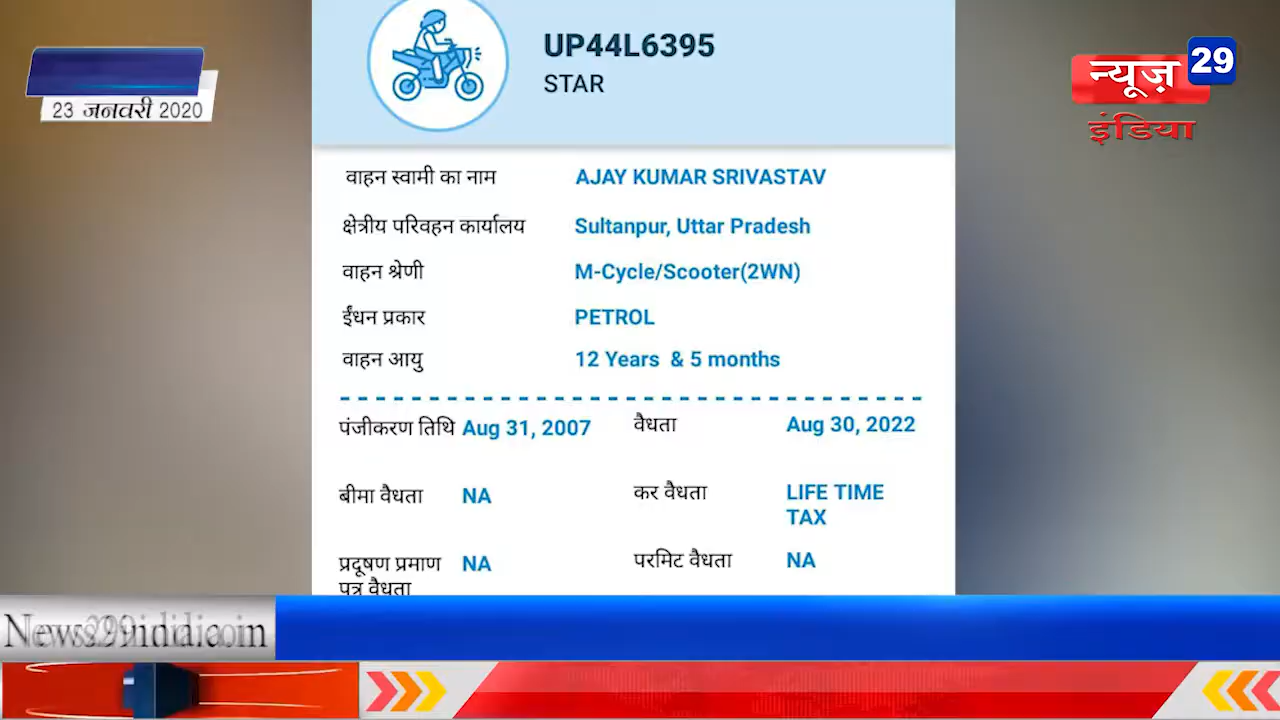 UP44L6395
STAR
23 जनवरी 2020
न्यूज़ 29
इंडिया
वाहन स्वामी का नाम AJAY KUMAR SRIVASTAV
क्षेत्रीय परिवहन कार्यालय Sultanpur, Uttar Pradesh
वाहन श्रेणी M-Cycle/Scooter(2WN)
ईंधन प्रकार PETROL
वाहन आयु 12 Years & 5 months
पंजीकरण तिथि Aug 31, 2007 वैधता Aug 30, 2022
बीमा वैधता NA कर वैधता LIFE TIME
TAX
प्रदूषण प्रमाण NA परमिट वैधता NA
पत्र वैधता